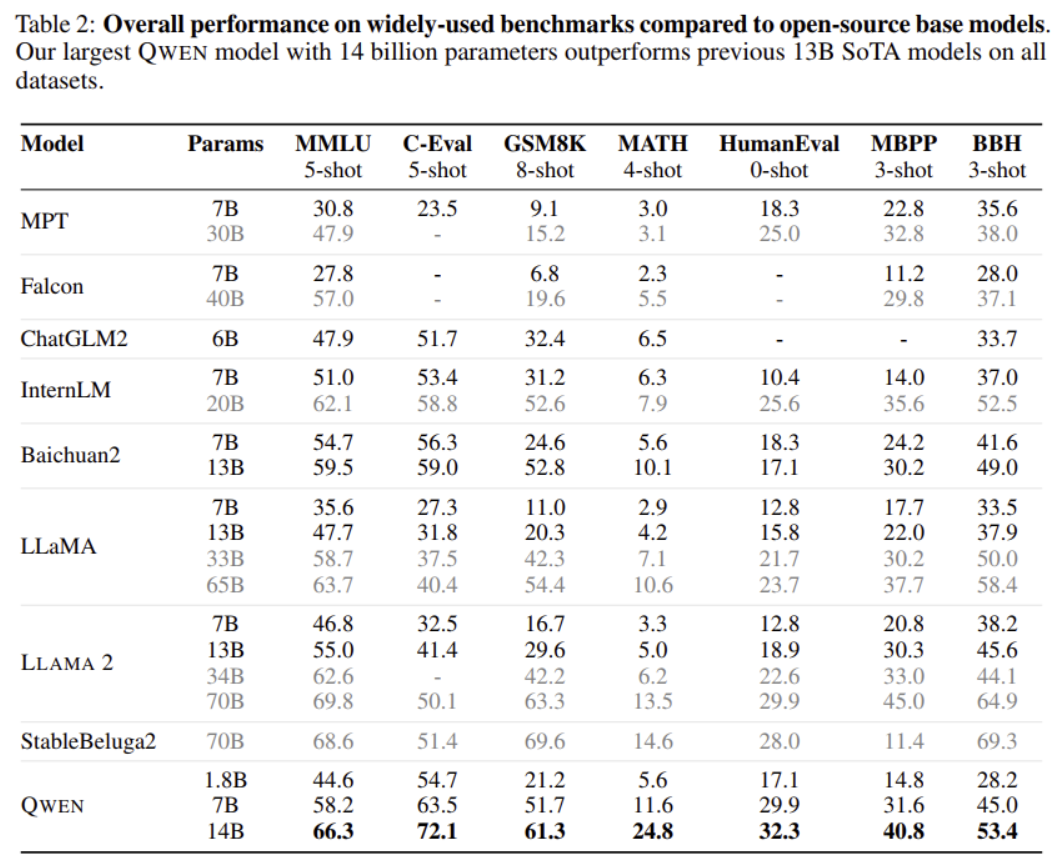 Table 2: Overall performance on widely-used benchmarks compared to open-source base models.
Our largest QWEN model with 14 billion parameters outperforms previous 13B SoTA models on all
datasets.
Model Params MMLU C-Eval GSM8K MATH HumanEval MBPP BBH
5-shot 5-shot 8-shot 4-shot 0-shot 3-shot 3-shot
MPT
7B 30.8 23.5 9.1 3.0 18.3 22.8 35.6
30B 47.9 - 15.2 3.1 25.0 32.8 38.0
Falcon
7B 27.8 - 6.8 2.3 - 11.2 28.0
40B 57.0 - 19.6 5.5 - 29.8 37.1
ChatGLM2 6B 47.9 51.7 32.4 6.5 - - 33.7
InternLM
7B 51.0 53.4 31.2 6.3 10.4 14.0 37.0
20B 62.1 58.8 52.6 7.9 25.6 35.6 52.5
Baichuan2
7B 54.7 56.3 24.6 5.6 18.3 24.2 41.6
13B 59.5 59.0 52.8 10.1 17.1 30.2 49.0
LLaMA
7B 35.6 27.3 11.0 2.9 12.8 17.7 33.5
13B 47.7 31.8 20.3 4.2 15.8 22.0 37.9
33B 58.7 37.5 42.3 7.1 21.7 30.2 50.0
65B 63.7 40.4 54.4 10.6 23.7 37.7 58.4
LLAMA 2
7B 46.8 32.5 16.7 3.3 12.8 20.8 38.2
13B 55.0 41.4 29.6 5.0 18.9 30.3 45.6
34B 62.6 - 42.2 6.2 22.6 33.0 44.1
70B 69.8 50.1 63.3 13.5 29.9 45.0 64.9
StableBeluga2 70B 68.6 51.4 69.6 14.6 28.0 11.4 69.3
QWEN
1.8B 44.6 54.7 21.2 5.6 17.1 14.8 28.2
7B 58.2 63.5 51.7 11.6 29.9 31.6 45.0
14B 66.3 72.1 61.3 24.8 32.3 40.8 53.4